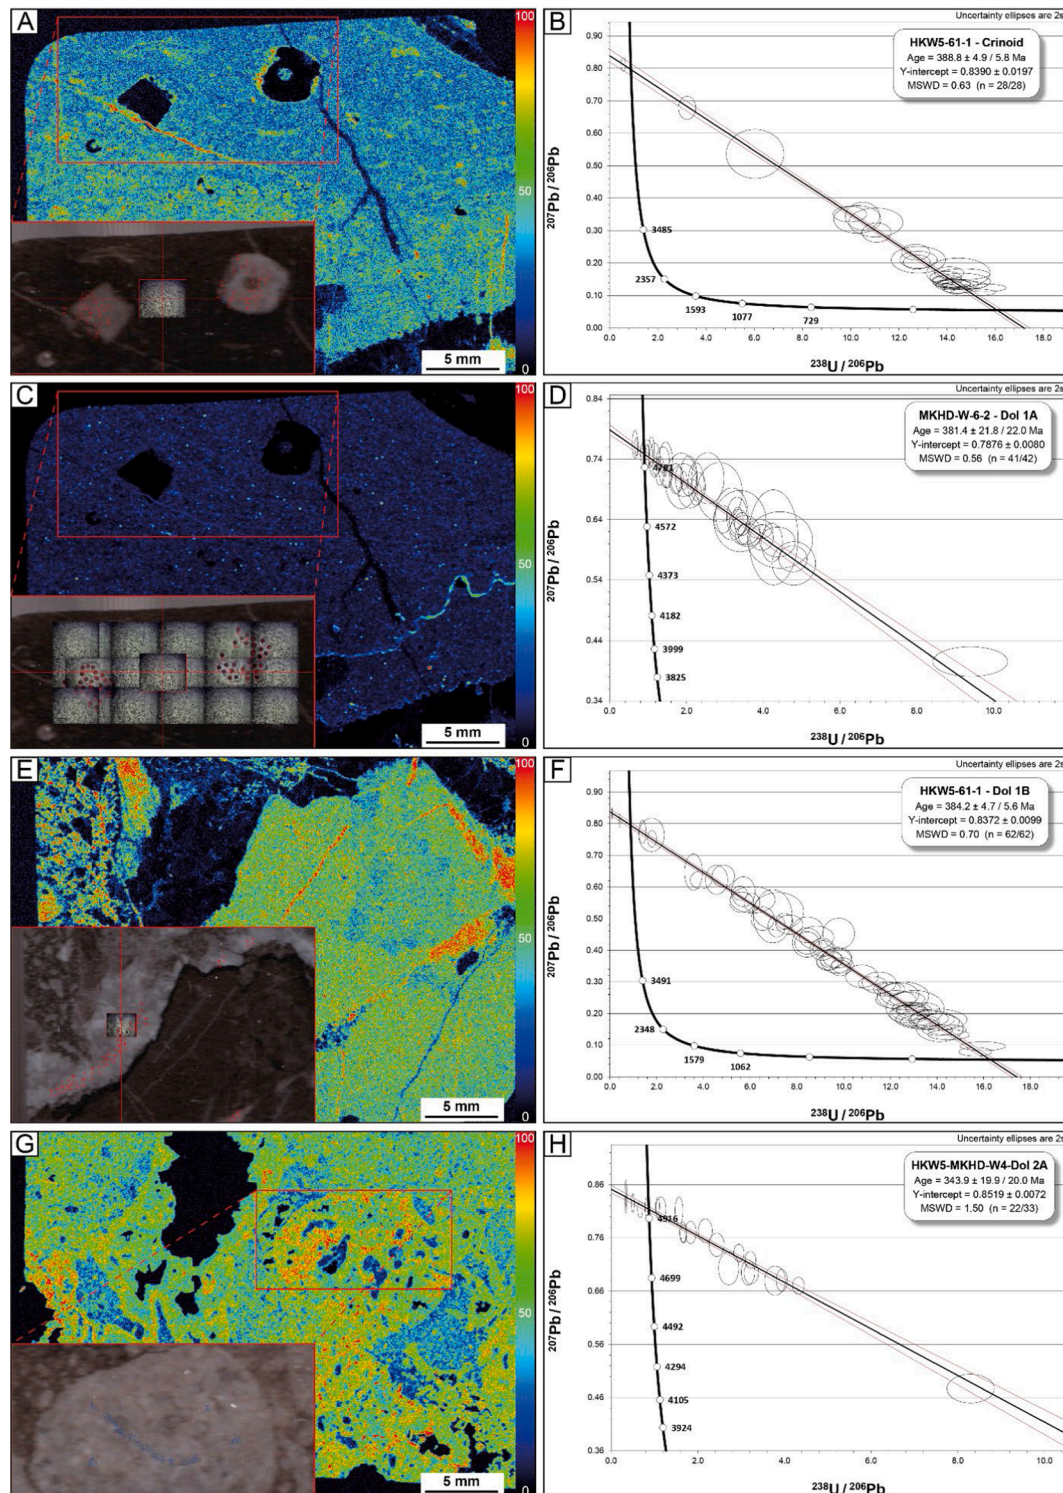 A
100
50
0
5 mm
B
Uncertainty ellipses are 2s
HKW5-61-1 - Crinoid
Age = 388.8 ± 4.9 / 5.8 Ma
Y-intercept = 0.8390 ± 0.0197
MSWD = 0.63 (n = 28/28)
0.90
0.80
0.70
0.60
0.50
0.40
0.30
0.20
0.10
0.00
3485
2357
1593
1077
729
0.0 2.0 4.0 6.0 8.0 10.0 12.0 14.0 16.0 18.0
207Pb / 206Pb
238U / 206Pb
C
100
50
0
5 mm
D
Uncertainty ellipses are 2s
MKHD-W-6-2 - Dol 1A
Age = 381.4 ± 21.8 / 22.0 Ma
Y-intercept = 0.7876 ± 0.0080
MSWD = 0.56 (n = 41/42)
0.84
0.74
0.64
0.54
0.44
0.34
4572
4373
4182
3999
3825
0.0 2.0 4.0 6.0 8.0 10.0
207Pb / 206Pb
238U / 206Pb
E
100
50
0
5 mm
F
Uncertainty ellipses are 2s
HKW5-61-1 - Dol 1B
Age = 384.2 ± 4.7 / 5.6 Ma
Y-intercept = 0.8372 ± 0.0099
MSWD = 0.70 (n = 62/62)
0.90
0.80
0.70
0.60
0.50
0.40
0.30
0.20
0.10
0.00
3491
2348
1579
1062
0.0 2.0 4.0 6.0 8.0 10.0 12.0 14.0 16.0 18.0
207Pb / 206Pb
238U / 206Pb
G
100
50
0
5 mm
H
Uncertainty ellipses are 2s
HKW5-MKHD-W4-Dol 2A
Age = 343.9 ± 19.9 / 20.0 Ma
Y-intercept = 0.8519 ± 0.0072
MSWD = 1.50 (n = 22/33)
0.86
0.76
0.66
0.56
0.46
0.36
4916
4699
4492
4294
4105
3924
0.0 2.0 4.0 6.0 8.0 10.0
207Pb / 206Pb
238U / 206Pb